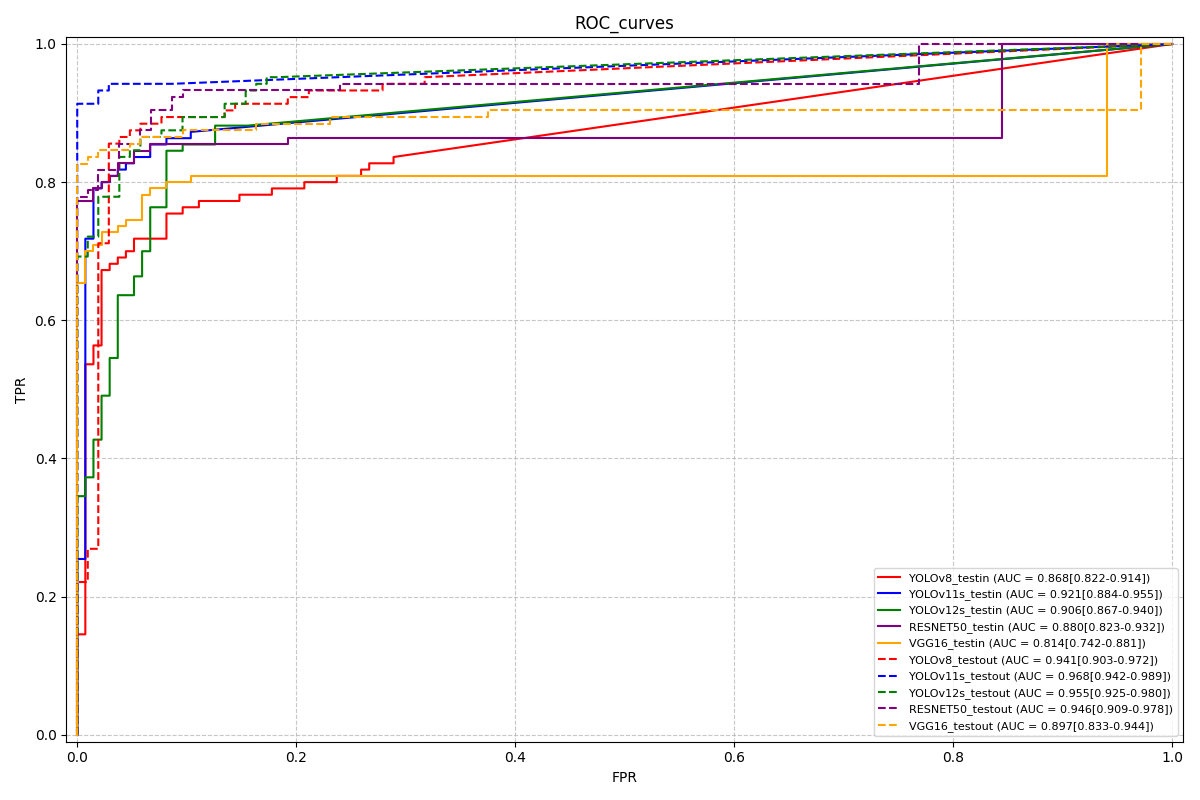 ROC_curves
1.0
0.8
0.6
0.4
0.2
0.0
TPR
0.0 0.2 0.4 0.6 0.8 1.0
FPR
YOLOv8_testin (AUC = 0.868[0.822-0.914])
YOLOv11s_testin (AUC = 0.921[0.884-0.955])
YOLOv12s_testin (AUC = 0.906[0.867-0.940])
RESNET50_testin (AUC = 0.880[0.823-0.932])
VGG16_testin (AUC = 0.814[0.742-0.881])
YOLOv8_testout (AUC = 0.941[0.903-0.972])
YOLOv11s_testout (AUC = 0.968[0.942-0.989])
YOLOv12s_testout (AUC = 0.955[0.925-0.980])
RESNET50_testout (AUC = 0.946[0.909-0.978])
VGG16_testout (AUC = 0.897[0.833-0.944])